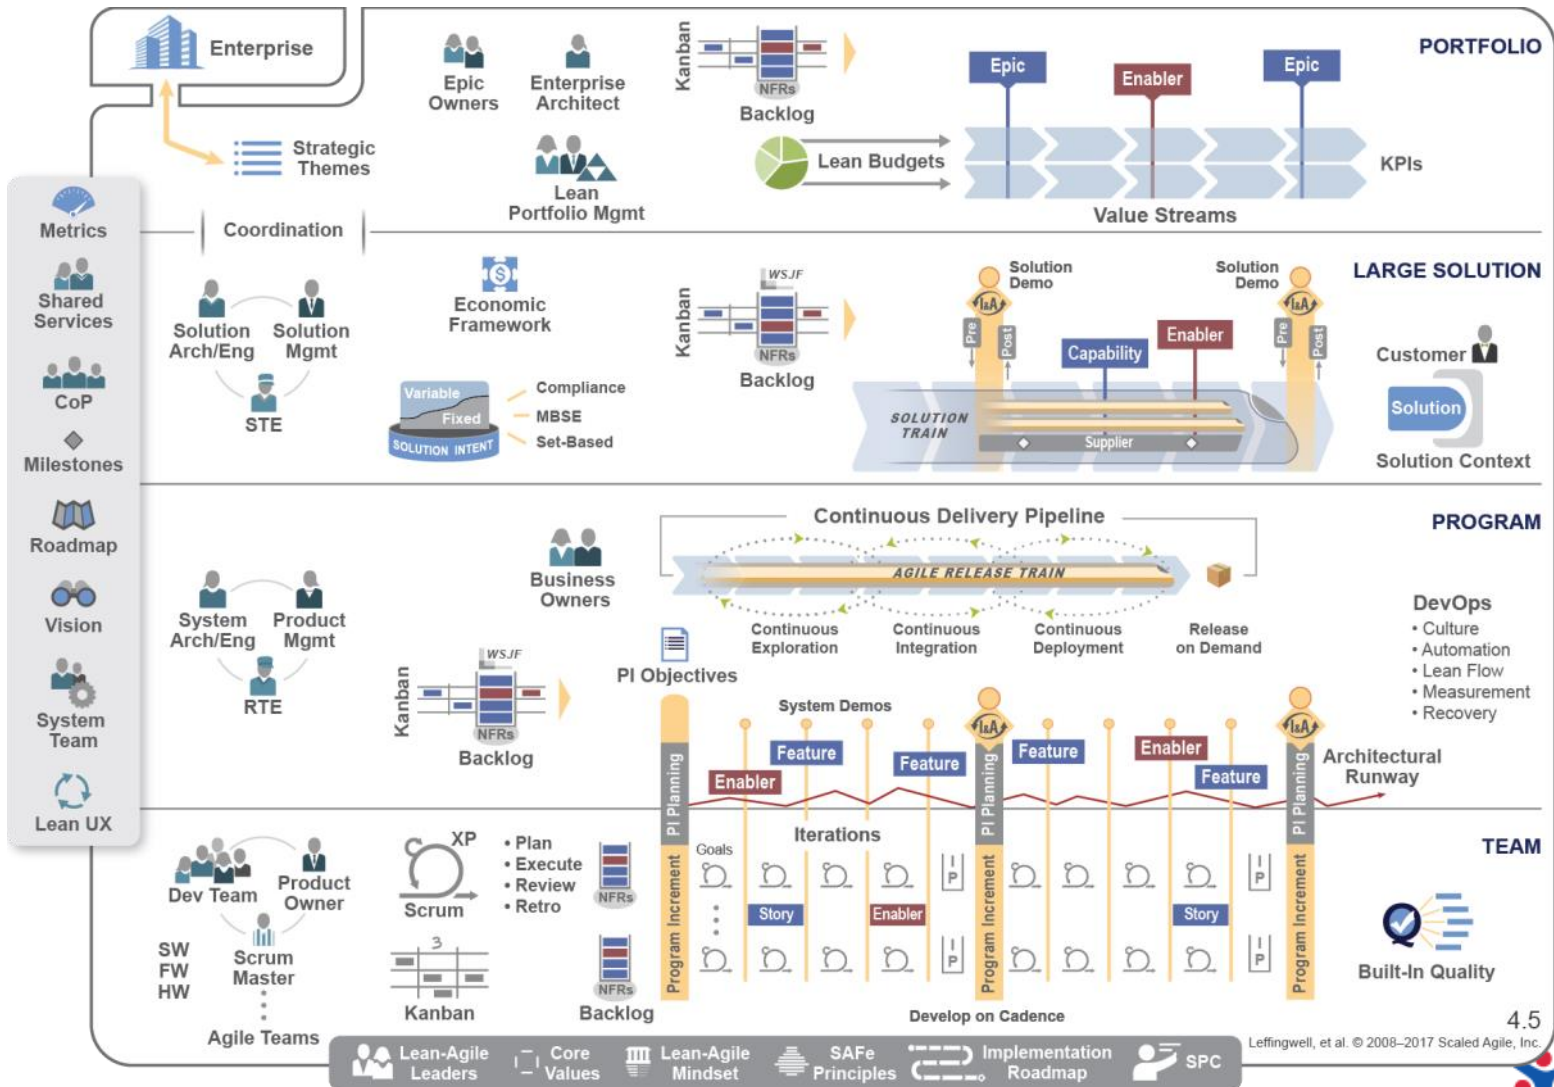 Enterprise
Epic
Owners
Enterprise
Architect
Kanban
NFRs
Backlog
Epic
Enabler
Epic
PORTFOLIO
Strategic
Themes
Lean
Portfolio Mgmt
Lean Budgets
KPIs
Value Streams
Metrics
Shared
Services
CoP
Milestones
Roadmap
Vision
System
Team
Lean UX
Coordination
Solution
Arch/Eng
Solution
Mgmt
STE
Economic
Framework
Variable
Fixed
SOLUTION INTENT
Compliance
MBSE
Set-Based
Kanban
WSJF
NFRs
Backlog
Solution
Demo
I&A
Pre
Post
Capability
Enabler
Solution
Demo
I&A
Pre
Post
LARGE SOLUTION
SOLUTION
TRAIN
Supplier
Customer
Solution
Solution Context
PROGRAM
Continuous Delivery Pipeline
AGILE RELEASE TRAIN
Continuous
Exploration
Continuous
Integration
Continuous
Deployment
Release
on Demand
Business
Owners
System
Arch/Eng
Product
Mgmt
RTE
Kanban
WSJF
NFRs
Backlog
PI Objectives
DevOps
• Culture
• Automation
• Lean Flow
• Measurement
• Recovery
System Demos
I&A
I&A
Enabler
Feature
Feature
Feature
Enabler
Feature
Architectural
Runway
PI Planning
PI Planning
PI Planning
TEAM
Dev Team
Product
Owner
Scrum
Master
SW
FW
HW
Agile Teams
XP
Scrum
• Plan
• Execute
• Review
• Retro
NFRs
3
Kanban
NFRs
Backlog
Program Increment
Program Increment
Program Increment
Iterations
Goals
I
P
I
P
Story
Enabler
Story
I
P
I
P
Develop on Cadence
Built-In Quality
4.5
Leffingwell, et al. © 2008–2017 Scaled Agile, Inc.
Lean-Agile
Leaders
Core
Values
Lean-Agile
Mindset
SAFe
Principles
Implementation
Roadmap
SPC